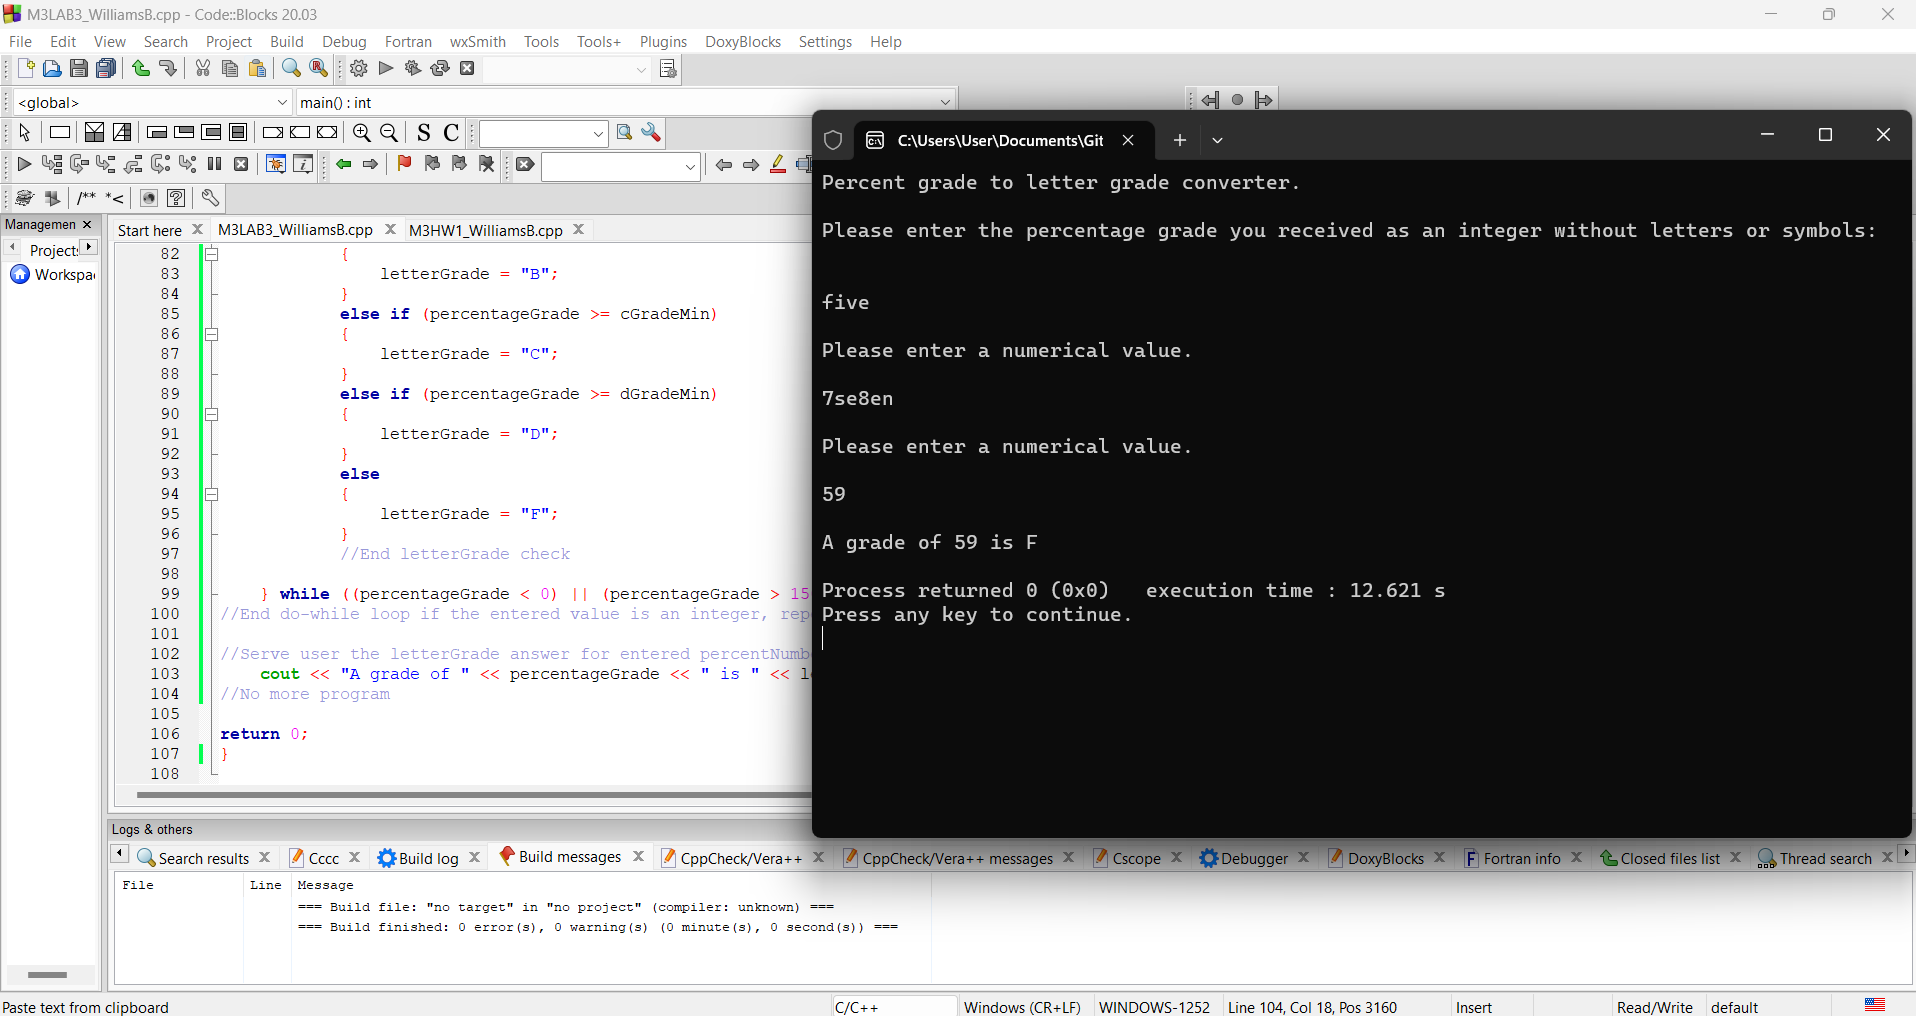 M3LAB3_WilliamsB.cpp - Code::Blocks 20.03
File Edit View Search Project Build Debug Fortran wxSmith Tools Tools+ Plugins DoxyBlocks Settings Help
<global> main() : int
S C
/** *<
Managemen
Projects
Workspa
Start here M3LAB3_WilliamsB.cpp M3HW1_WilliamsB.cpp
82 {
83 letterGrade = "B";
84 }
85 else if (percentageGrade >= cGradeMin)
86 {
87 letterGrade = "C";
88 }
89 else if (percentageGrade >= dGradeMin)
90 {
91 letterGrade = "D";
92 }
93 else
94 {
95 letterGrade = "F";
96 }
97 //End letterGrade check
98
99 } while ((percentageGrade < 0) || (percentageGrade > 15
100 //End do-while loop if the entered value is an integer, rep
101
102 //Serve user the letterGrade answer for entered percentNumb
103 cout << "A grade of " << percentageGrade << " is " << l
104 //No more program
105
106 return 0;
107 }
108
C:\Users\User\Documents\Git
Percent grade to letter grade converter.
Please enter the percentage grade you received as an integer without letters or symbols:
five
Please enter a numerical value.
7se8en
Please enter a numerical value.
59
A grade of 59 is F
Process returned 0 (0x0) execution time : 12.621 s
Press any key to continue.
Logs & others
Search results Cccc Build log Build messages CppCheck/Vera++ CppCheck/Vera++ messages Cscope Debugger DoxyBlocks Fortran info Closed files list Thread search
File Line Message
=== Build file: "no target" in "no project" (compiler: unknown) ===
=== Build finished: 0 error(s), 0 warning(s) (0 minute(s), 0 second(s)) ===
Paste text from clipboard C/C++ Windows (CR+LF) WINDOWS-1252 Line 104, Col 18, Pos 3160 Insert Read/Write default